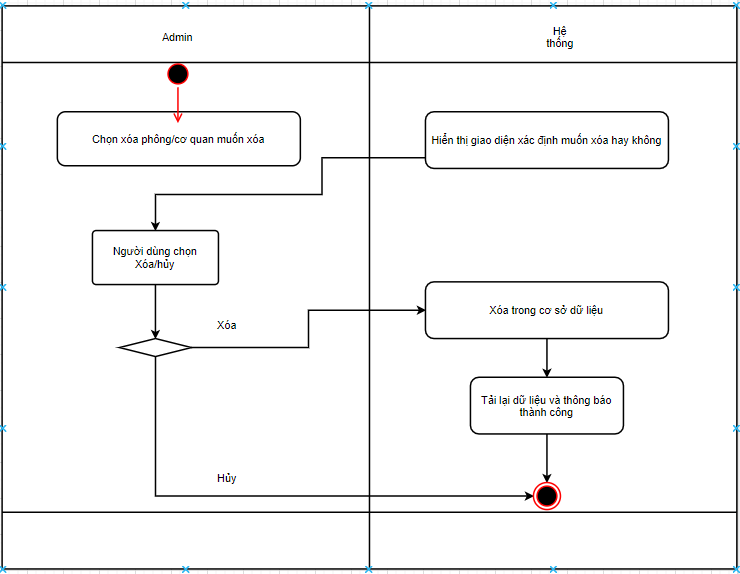 Admin
Hệ
thống
Chọn xóa phông/cơ quan muốn xóa
Hiển thị giao diện xác định muốn xóa hay không
Người dùng chọn
Xóa/hủy
Xóa
Xóa trong cơ sở dữ liệu
Tải lại dữ liệu và thông báo
thành công
Hủy